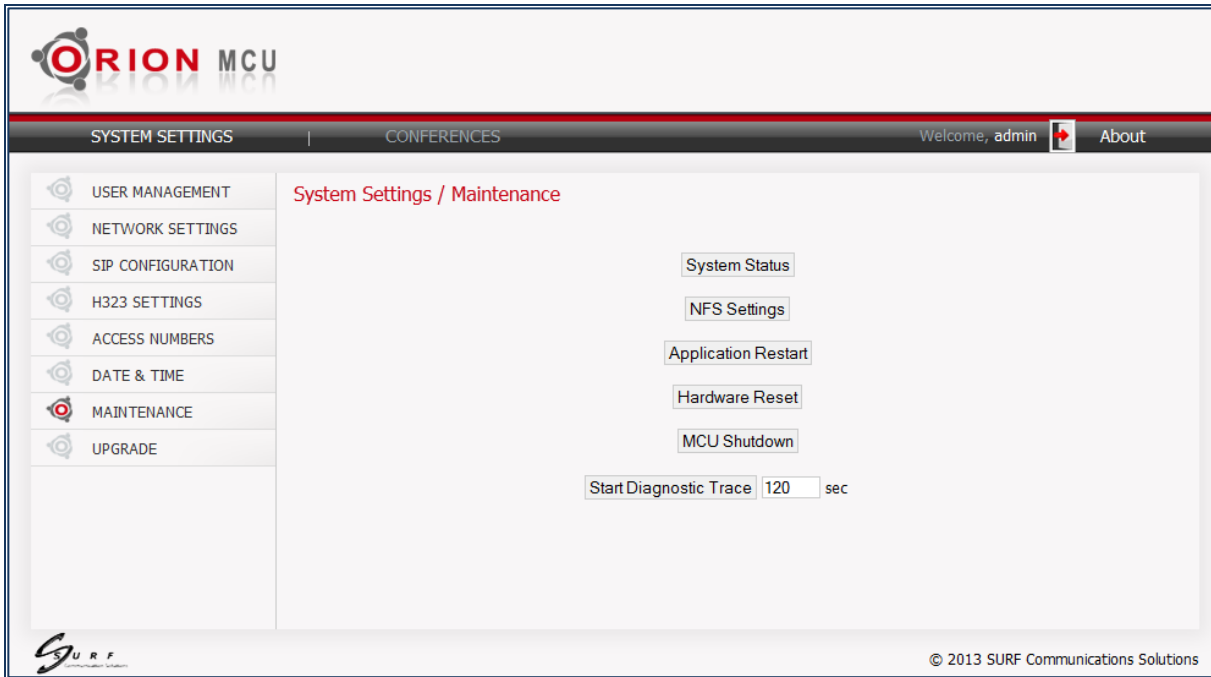 ORION MCU
SYSTEM SETTINGS | CONFERENCES Welcome, admin About
USER MANAGEMENT
NETWORK SETTINGS
SIP CONFIGURATION
H323 SETTINGS
ACCESS NUMBERS
DATE & TIME
MAINTENANCE
UPGRADE
System Settings / Maintenance
System Status
NFS Settings
Application Restart
Hardware Reset
MCU Shutdown
Start Diagnostic Trace 120 sec
SURF
Communication Solutions
© 2013 SURF Communications Solutions